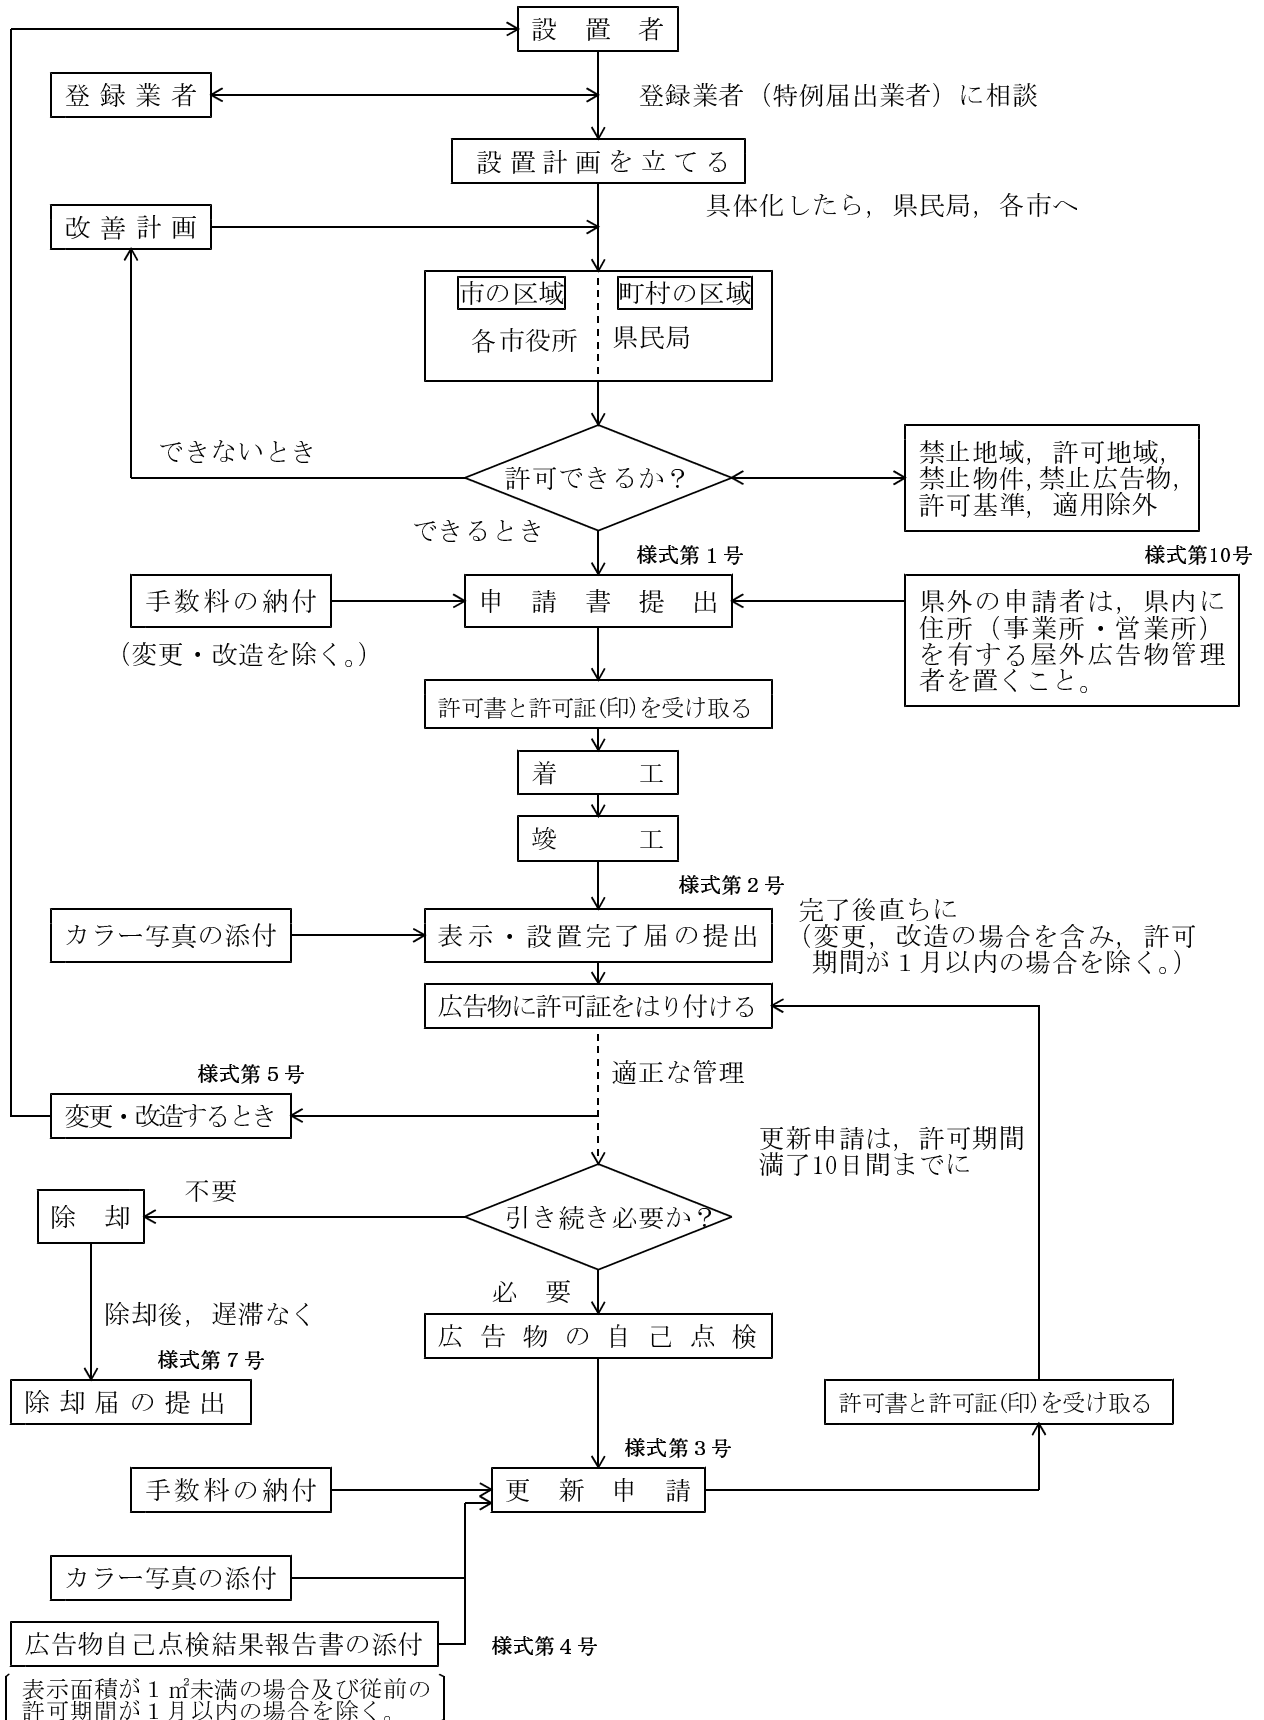 設　置　者
登録業者
登録業者（特例届出業者）に相談
設置計画を立てる
具体化したら，県民局，各市へ
改善計画
市の区域
町村の区域
各市役所
県民局
できないとき
許可できるか？
禁止地域，許可地域，
禁止物件，禁止広告物，
許可基準，適用除外
できるとき
様式第１号
様式第10号
手数料の納付
申　請　書　提　出
県外の申請者は，県内に
住所（事業所・営業所）
を有する屋外広告物管理
者を置くこと。
（変更・改造を除く。）
許可書と許可証(印)を受け取る
着　　　工
竣　　　工
様式第２号
カラー写真の添付
表示・設置完了届の提出
完了後直ちに
（変更，改造の場合を含み，許可
期間が１月以内の場合を除く。）
広告物に許可証をはり付ける
適正な管理
様式第５号
変更・改造するとき
更新申請は，許可期間
満了10日間までに
不要
除　却
引き続き必要か？
必　要
除却後，遅滞なく
広告物の自己点検
様式第７号
除却届の提出
許可書と許可証(印)を受け取る
様式第３号
手数料の納付
更　新　申　請
カラー写真の添付
広告物自己点検結果報告書の添付
様式第４号
表示面積が１㎡未満の場合及び従前の
許可期間が１月以内の場合を除く。